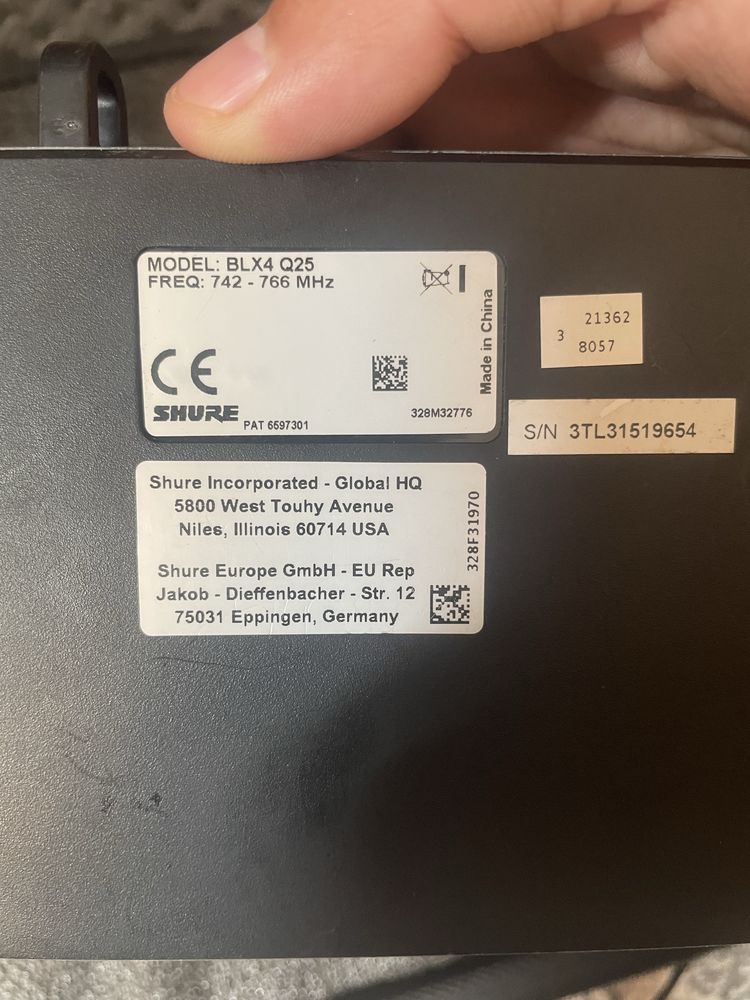 MODEL: BLX4 Q25
FREQ: 742 - 766 MHz
Made in China
CE
SHURE
PAT 6597301
328M32776
21362
3
8057
S/N 3TL31519654
Shure Incorporated - Global HQ
5800 West Touhy Avenue
Niles, Illinois 60714 USA
Shure Europe GmbH - EU Rep
Jakob - Dieffenbacher - Str. 12
75031 Eppingen, Germany
328F31970